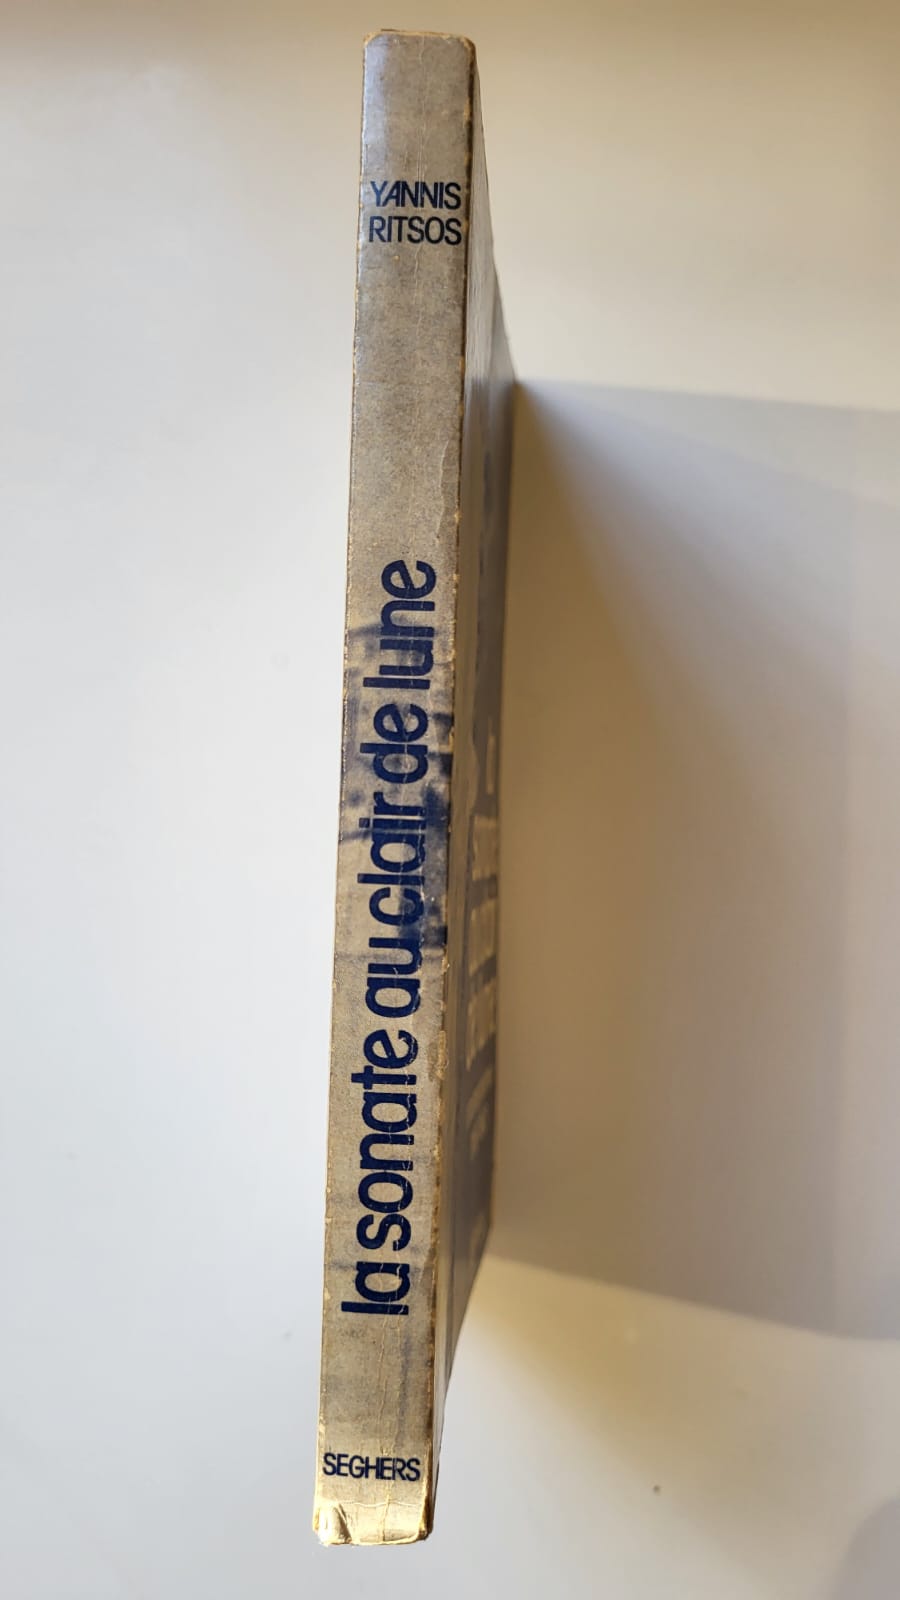 YANNIS
RITSOS
la sonate au clair de lune
SEGHERS